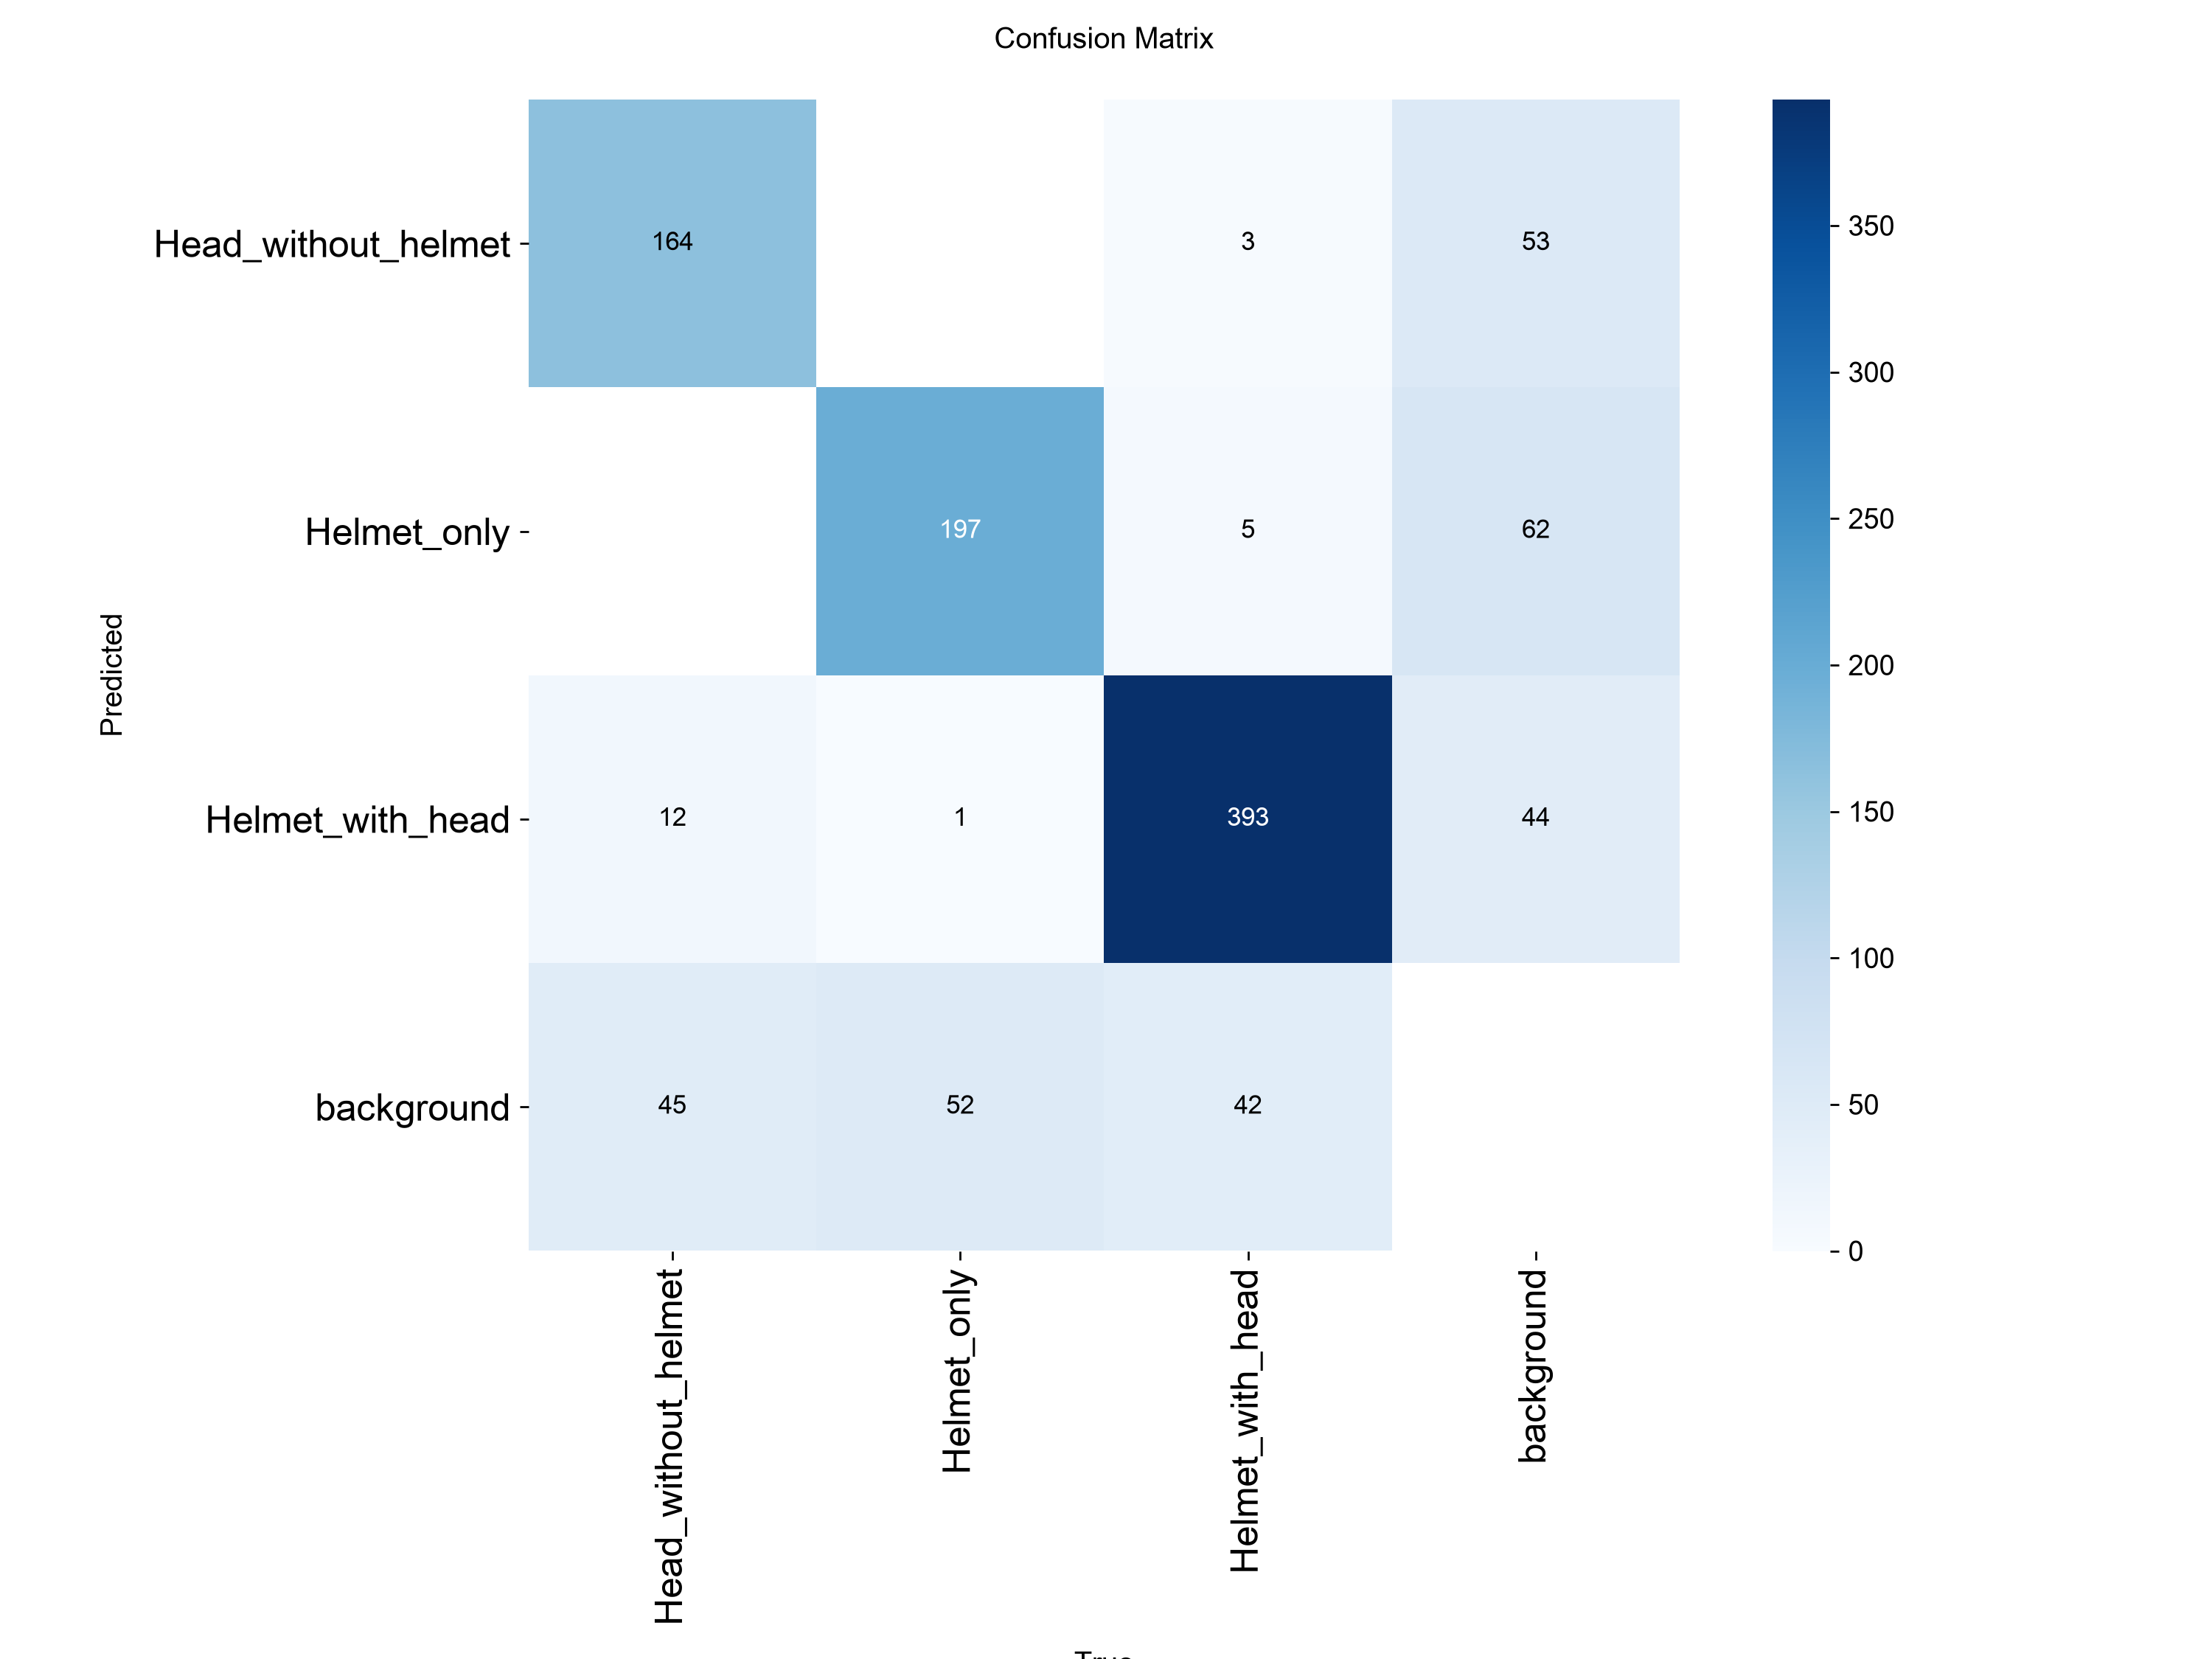 Confusion Matrix
Head_without_helmet
164
3
53
Helmet_only
197
5
62
Helmet_with_head
12
1
393
44
background
45
52
42
Predicted
Head_without_helmet
Helmet_only
Helmet_with_head
background
True
350
300
250
200
150
100
50
0